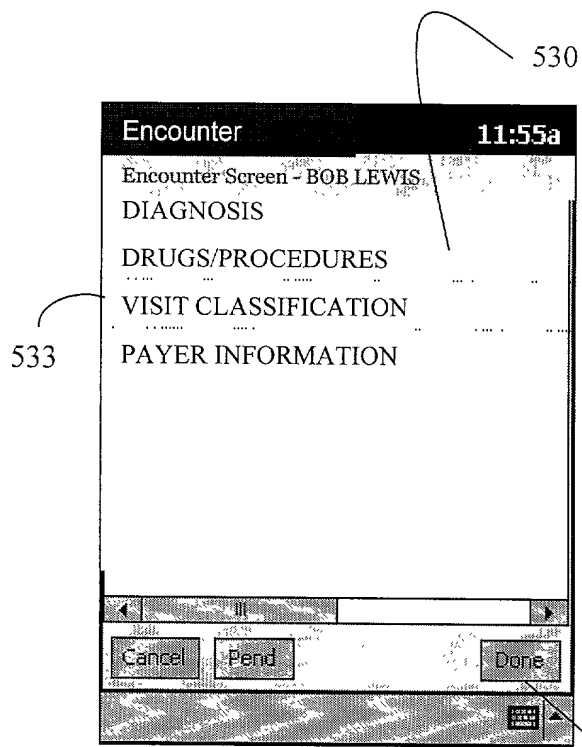 530
Encounter 11:55a
Encounter Screen - BOB LEWIS
DIAGNOSIS
DRUGS/PROCEDURES
VISIT CLASSIFICATION
533
PAYER INFORMATION
Cancel Pend Done